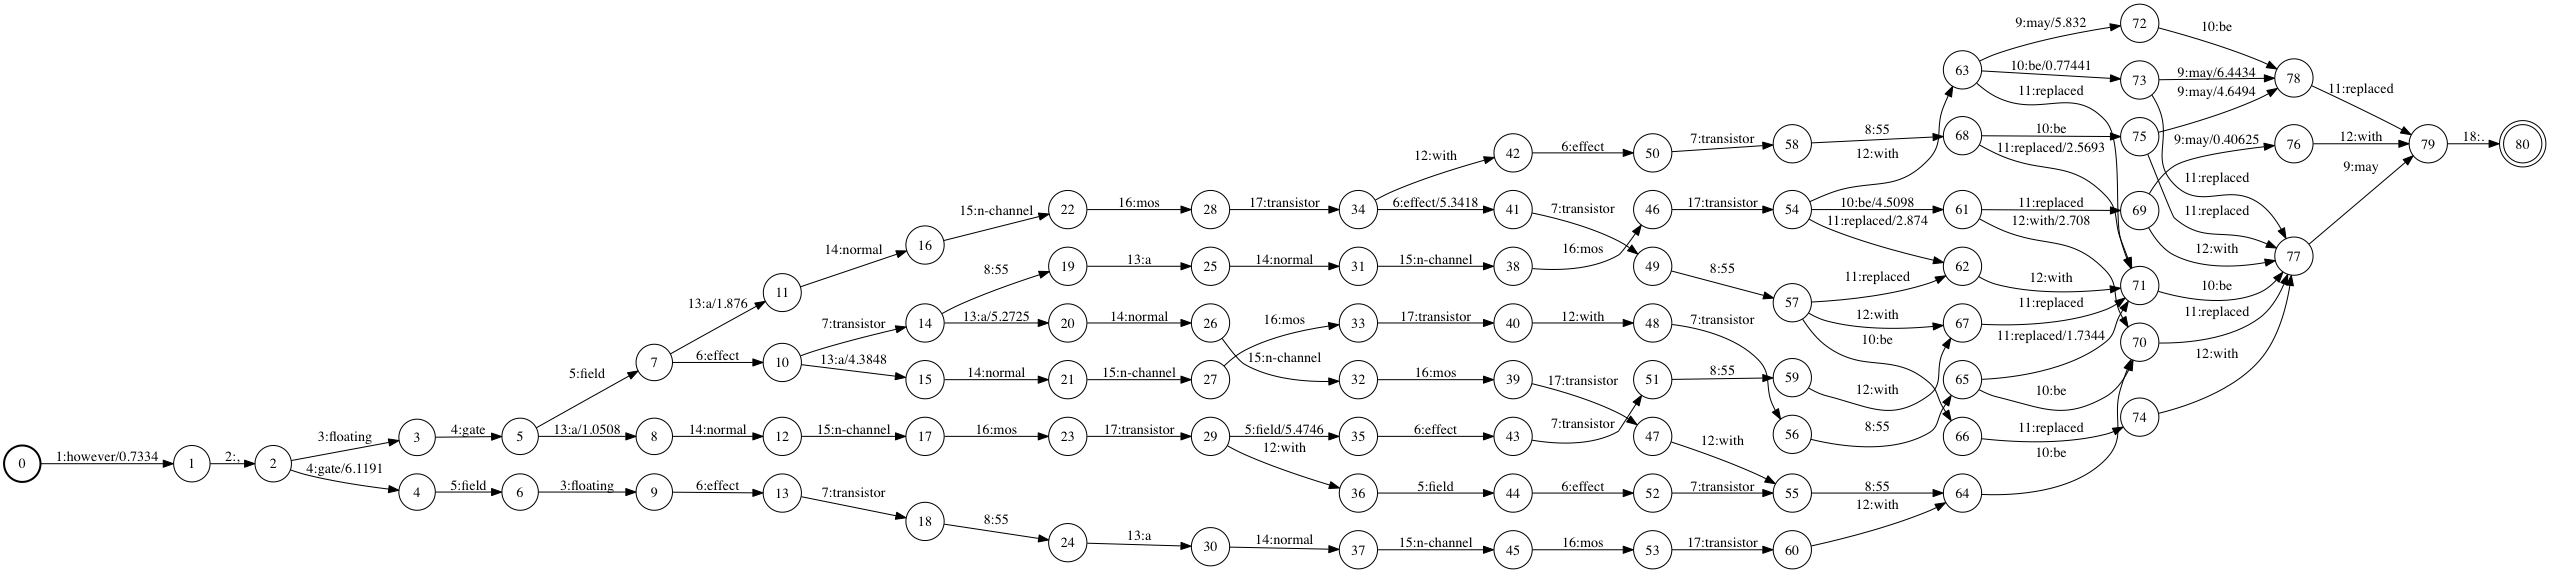 0
1:however/0.7334
1
2:,
2
3:floating
3
4:gate
5
4:gate/6.1191
4
5:field
6
3:floating
9
6:effect
13
7:transistor
18
8:55
24
13:a
30
14:normal
37
15:n-channel
45
16:mos
53
17:transistor
60
12:with
64
10:be
5:field
7
13:a/1.0508
8
14:normal
12
15:n-channel
17
16:mos
23
17:transistor
29
5:field/5.4746
35
6:effect
43
7:transistor
51
8:55
59
12:with
12:with
36
5:field
44
6:effect
52
7:transistor
55
8:55
13:a/1.876
11
14:normal
16
15:n-channel
22
16:mos
28
17:transistor
34
12:with
42
6:effect
50
7:transistor
58
8:55
68
10:be
75
11:replaced/2.5693
6:effect/5.3418
41
7:transistor
49
8:55
57
11:replaced
12:with
67
10:be
66
11:replaced
74
12:with
6:effect
10
7:transistor
14
8:55
19
13:a
25
14:normal
31
15:n-channel
38
16:mos
46
17:transistor
54
12:with
63
10:be/4.5098
61
11:replaced/2.874
62
13:a/5.2725
20
14:normal
26
15:n-channel
32
16:mos
39
17:transistor
47
12:with
13:a/4.3848
15
14:normal
21
15:n-channel
27
16:mos
33
17:transistor
40
12:with
48
7:transistor
56
8:55
65
11:replaced/1.7344
10:be
70
11:replaced
9:may/5.832
72
10:be
10:be/0.77441
73
9:may/6.4434
78
11:replaced
11:replaced
11:replaced
9:may/4.6494
11:replaced
11:replaced
69
9:may/0.40625
76
12:with
12:with
12:with/2.708
12:with
71
10:be
11:replaced
77
9:may
79
18:.
80